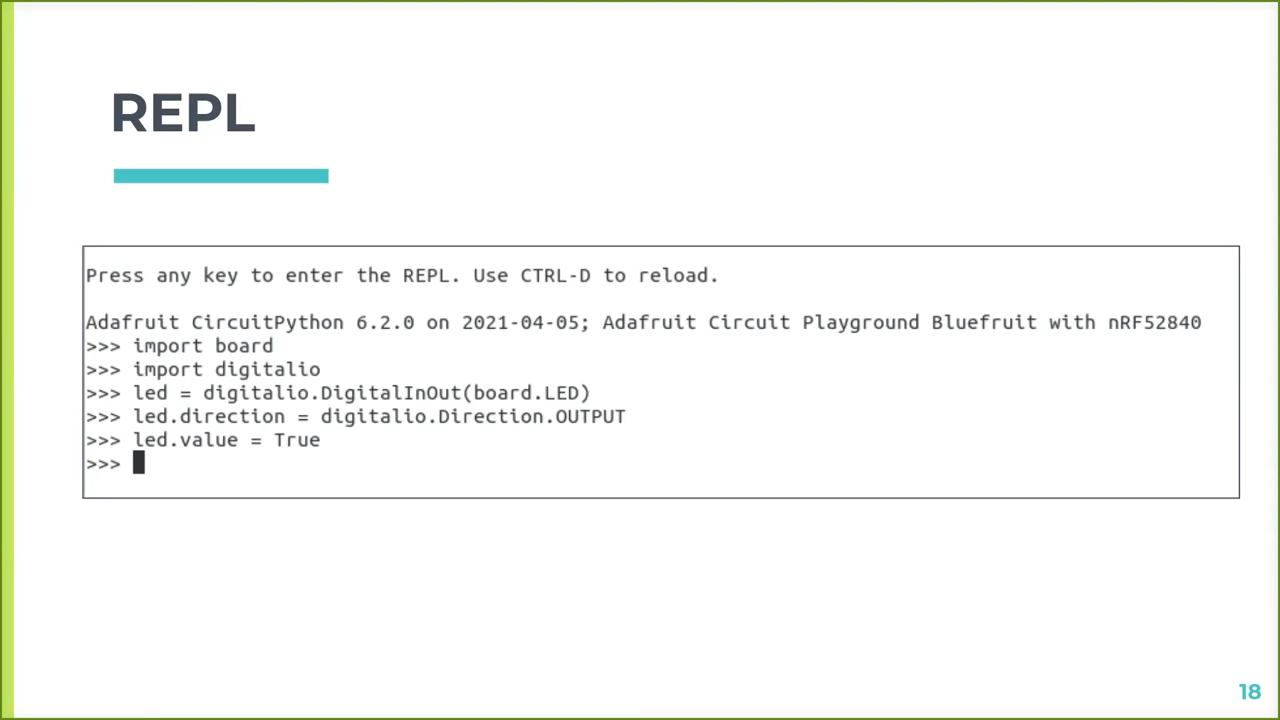 REPL
Press any key to enter the REPL. Use CTRL-D to reload.
Adafruit CircuitPython 6.2.0 on 2021-04-05; Adafruit Circuit Playground Bluefruit with nRF52840
>>> import board
>>> import digitalio
>>> led = digitalio.DigitalInOut(board.LED)
>>> led.direction = digitalio.Direction.OUTPUT
>>> led.value = True
>>>
18